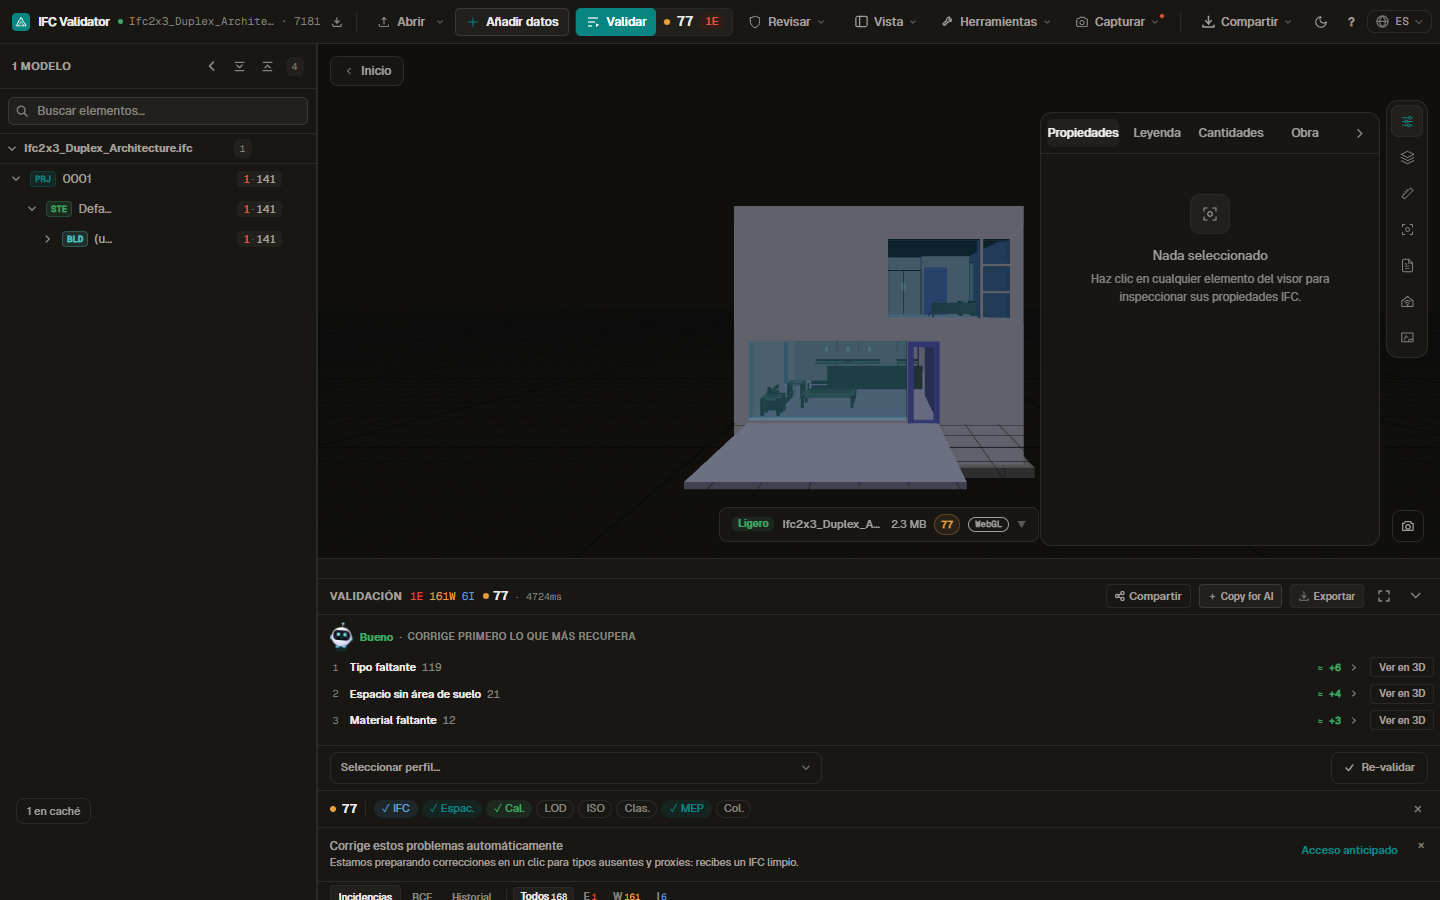 IFC Validator Ifc2x3_Duplex_Archite... · 7181 Abrir Añadir datos Validar 77 1E Revisar Vista Herramientas Capturar Compartir ? ES
1 MODELO 4
Buscar elementos...
Ifc2x3_Duplex_Architecture.ifc 1
PRJ 0001 1·141
STE Defa... 1·141
BLD (u... 1·141
1 en caché
Inicio
Propiedades Leyenda Cantidades Obra
Nada seleccionado
Haz clic en cualquier elemento del visor para
inspeccionar sus propiedades IFC.
Ligero Ifc2x3_Duplex_A... 2.3 MB 77 WebGL
VALIDACIÓN 1E 161W 6I 77 · 4724ms Compartir Copy for AI Exportar
Bueno · CORRIGE PRIMERO LO QUE MÁS RECUPERA
1 Tipo faltante 119 ≈ +6 Ver en 3D
2 Espacio sin área de suelo 21 ≈ +4 Ver en 3D
3 Material faltante 12 ≈ +3 Ver en 3D
Seleccionar perfil... Re-validar
77 ✓ IFC ✓ Espac. ✓ Cal. LOD ISO Clas. ✓ MEP Col. ×
Corrige estos problemas automáticamente
Estamos preparando correcciones en un clic para tipos ausentes y proxies: recibes un IFC limpio. Acceso anticipado ×
Incidencias BCF Historial Todos 168 E 1 W 161 I 6